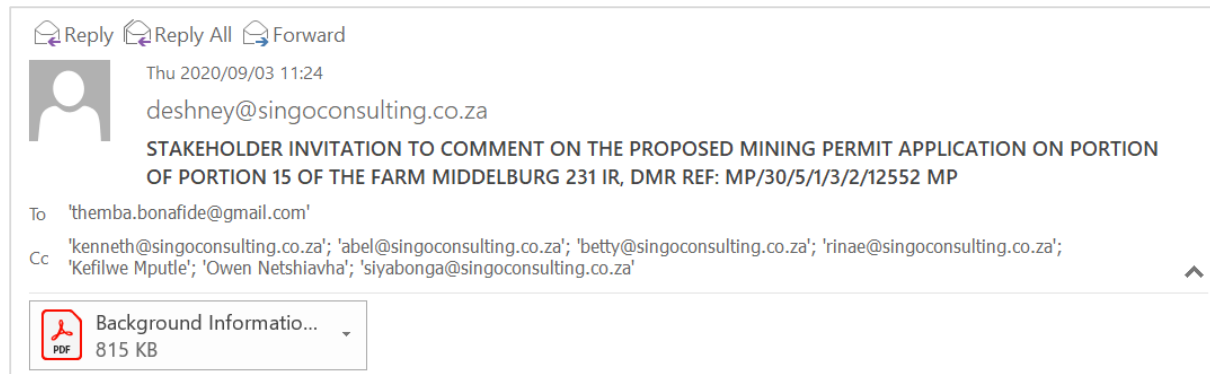 Reply Reply All Forward
Thu 2020/09/03 11:24
deshney@singoconsulting.co.za
STAKEHOLDER INVITATION TO COMMENT ON THE PROPOSED MINING PERMIT APPLICATION ON PORTION
OF PORTION 15 OF THE FARM MIDDELBURG 231 IR, DMR REF: MP/30/5/1/3/2/12552 MP
To 'themba.bonafide@gmail.com'
Cc 'kenneth@singoconsulting.co.za'; 'abel@singoconsulting.co.za'; 'betty@singoconsulting.co.za'; 'rinae@singoconsulting.co.za';
'Kefilwe Mputle'; 'Owen Netshiavha'; 'siyabonga@singoconsulting.co.za'
Background Informatio...
PDF 815 KB